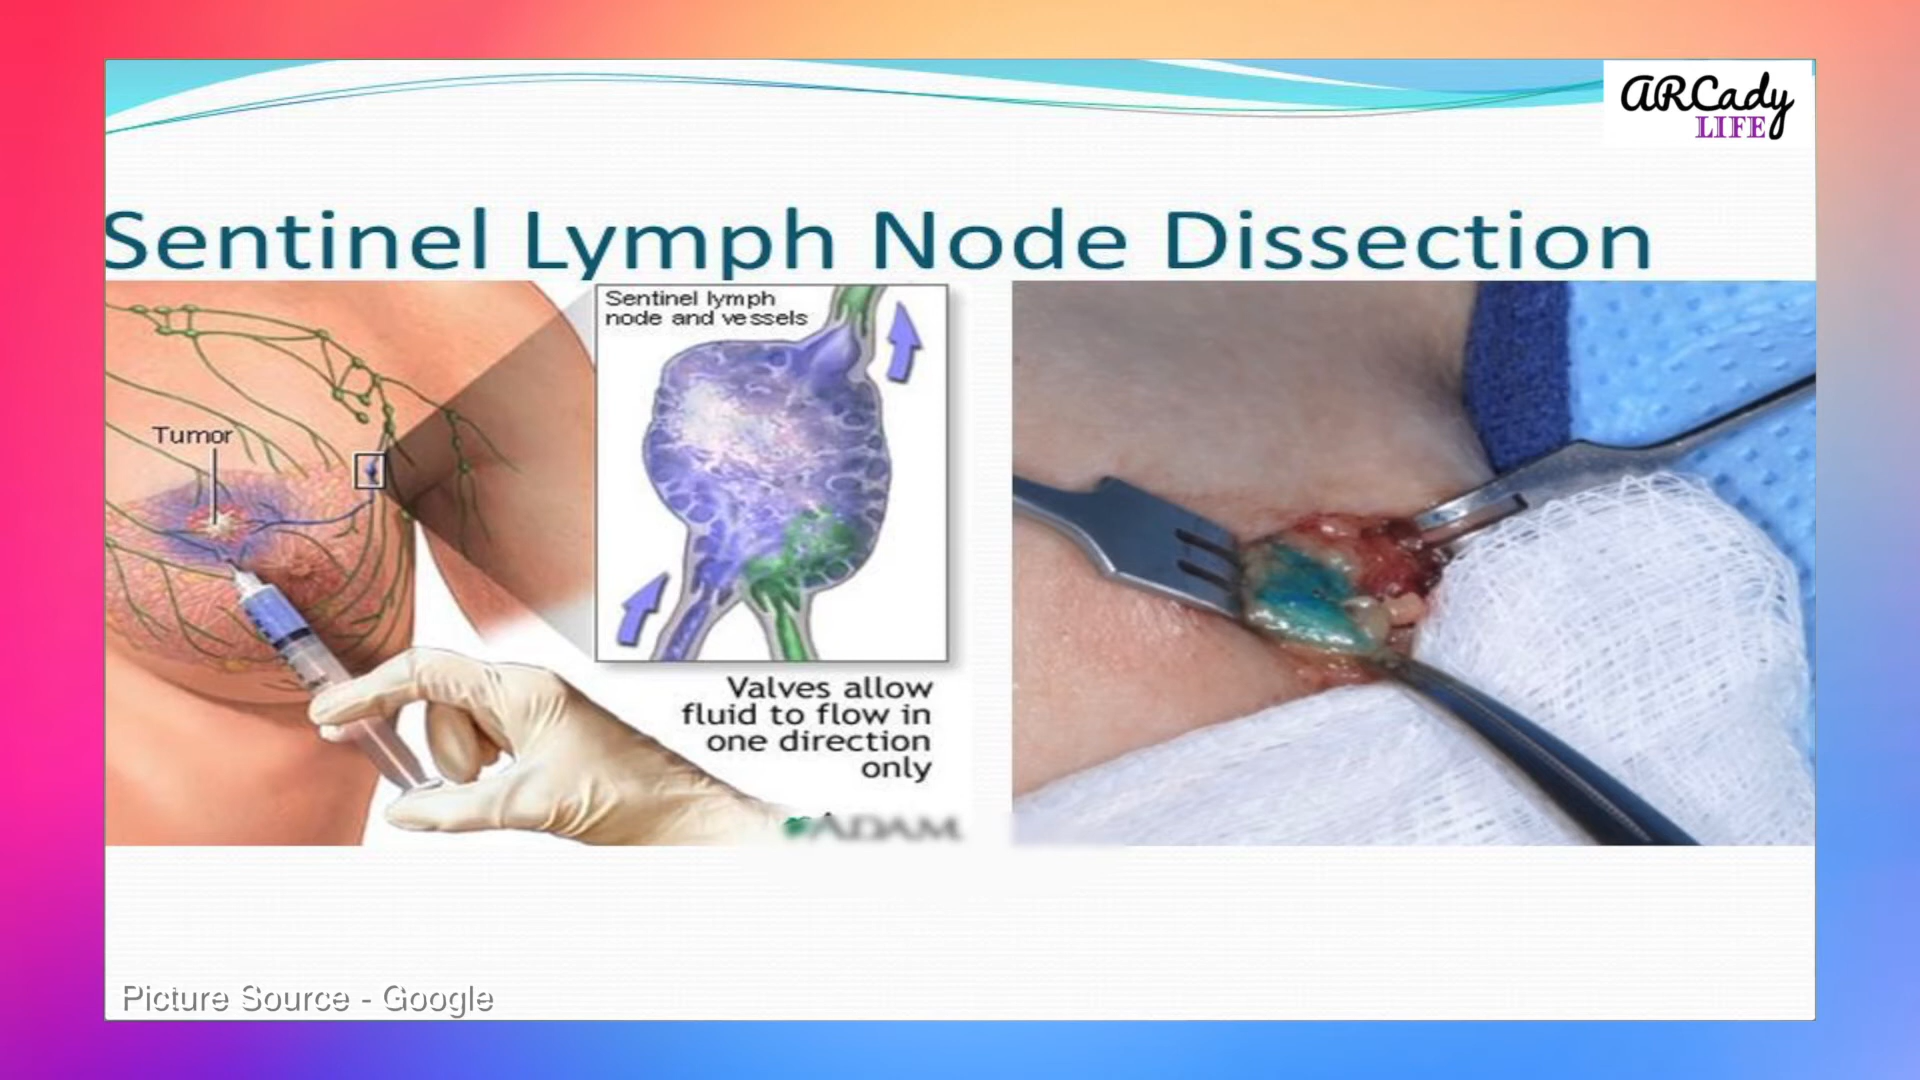 ARCady
LIFE
Sentinel Lymph Node Dissection
Sentinel lymph
node and vessels
Tumor
Valves allow
fluid to flow in
one direction
only
ADAM
Picture Source - Google